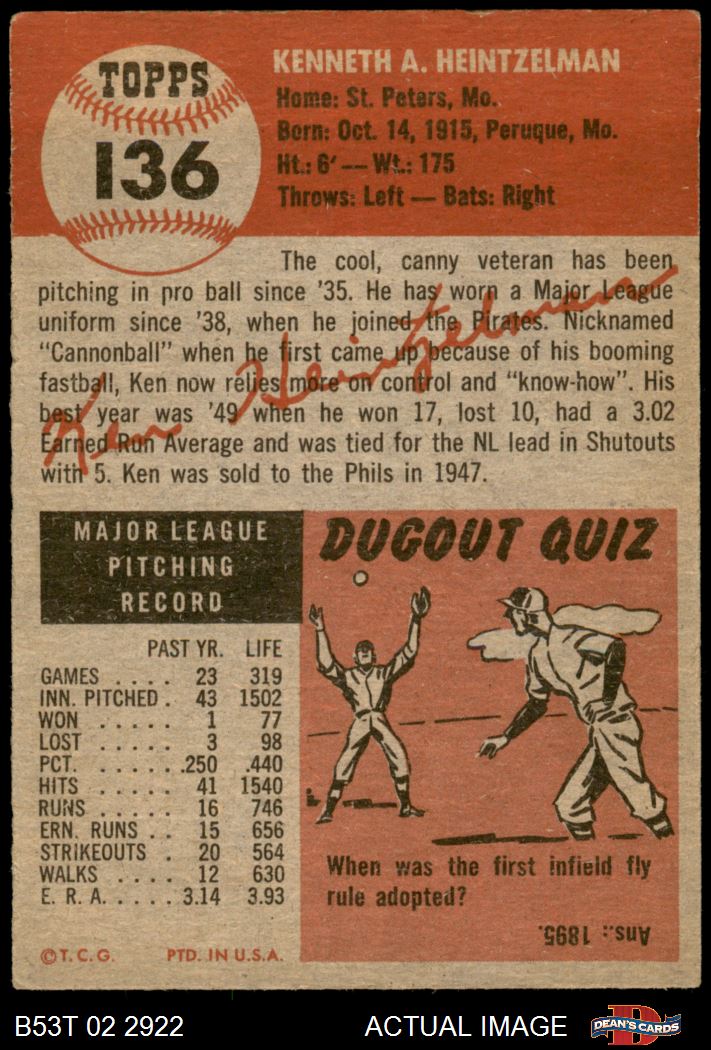 TOPPS
136
KENNETH A. HEINTZELMAN
Home: St. Peters, Mo.
Born: Oct. 14, 1915, Peruque, Mo.
Ht.: 6' — Wt.: 175
Throws: Left — Bats: Right
The cool, canny veteran has been
pitching in pro ball since '35. He has worn a Major League
uniform since '38, when he joined the Pirates. Nicknamed
"Cannonball" when he first came up because of his booming
fastball, Ken now relies more on control and "know-how". His
best year was '49 when he won 17, lost 10, had a 3.02
Earned Run Average and was tied for the NL lead in Shutouts
with 5. Ken was sold to the Phils in 1947.
Ken Heintzelman
MAJOR LEAGUE
PITCHING
RECORD
PAST YR. LIFE
GAMES . . . . 23 319
INN. PITCHED . 43 1502
WON . . . . . 1 77
LOST . . . . . 3 98
PCT. . . . . . .250 .440
HITS . . . . . 41 1540
RUNS . . . . . 16 746
ERN. RUNS . . 15 656
STRIKEOUTS . 20 564
WALKS . . . . 12 630
E. R. A. . . . . 3.14 3.93
© T. C. G. PTD. IN U.S.A.
DUGOUT QUIZ
When was the first infield fly
rule adopted?
Ans.: 1895.
B53T 02 2922
ACTUAL IMAGE
D
DEAN'S CARDS